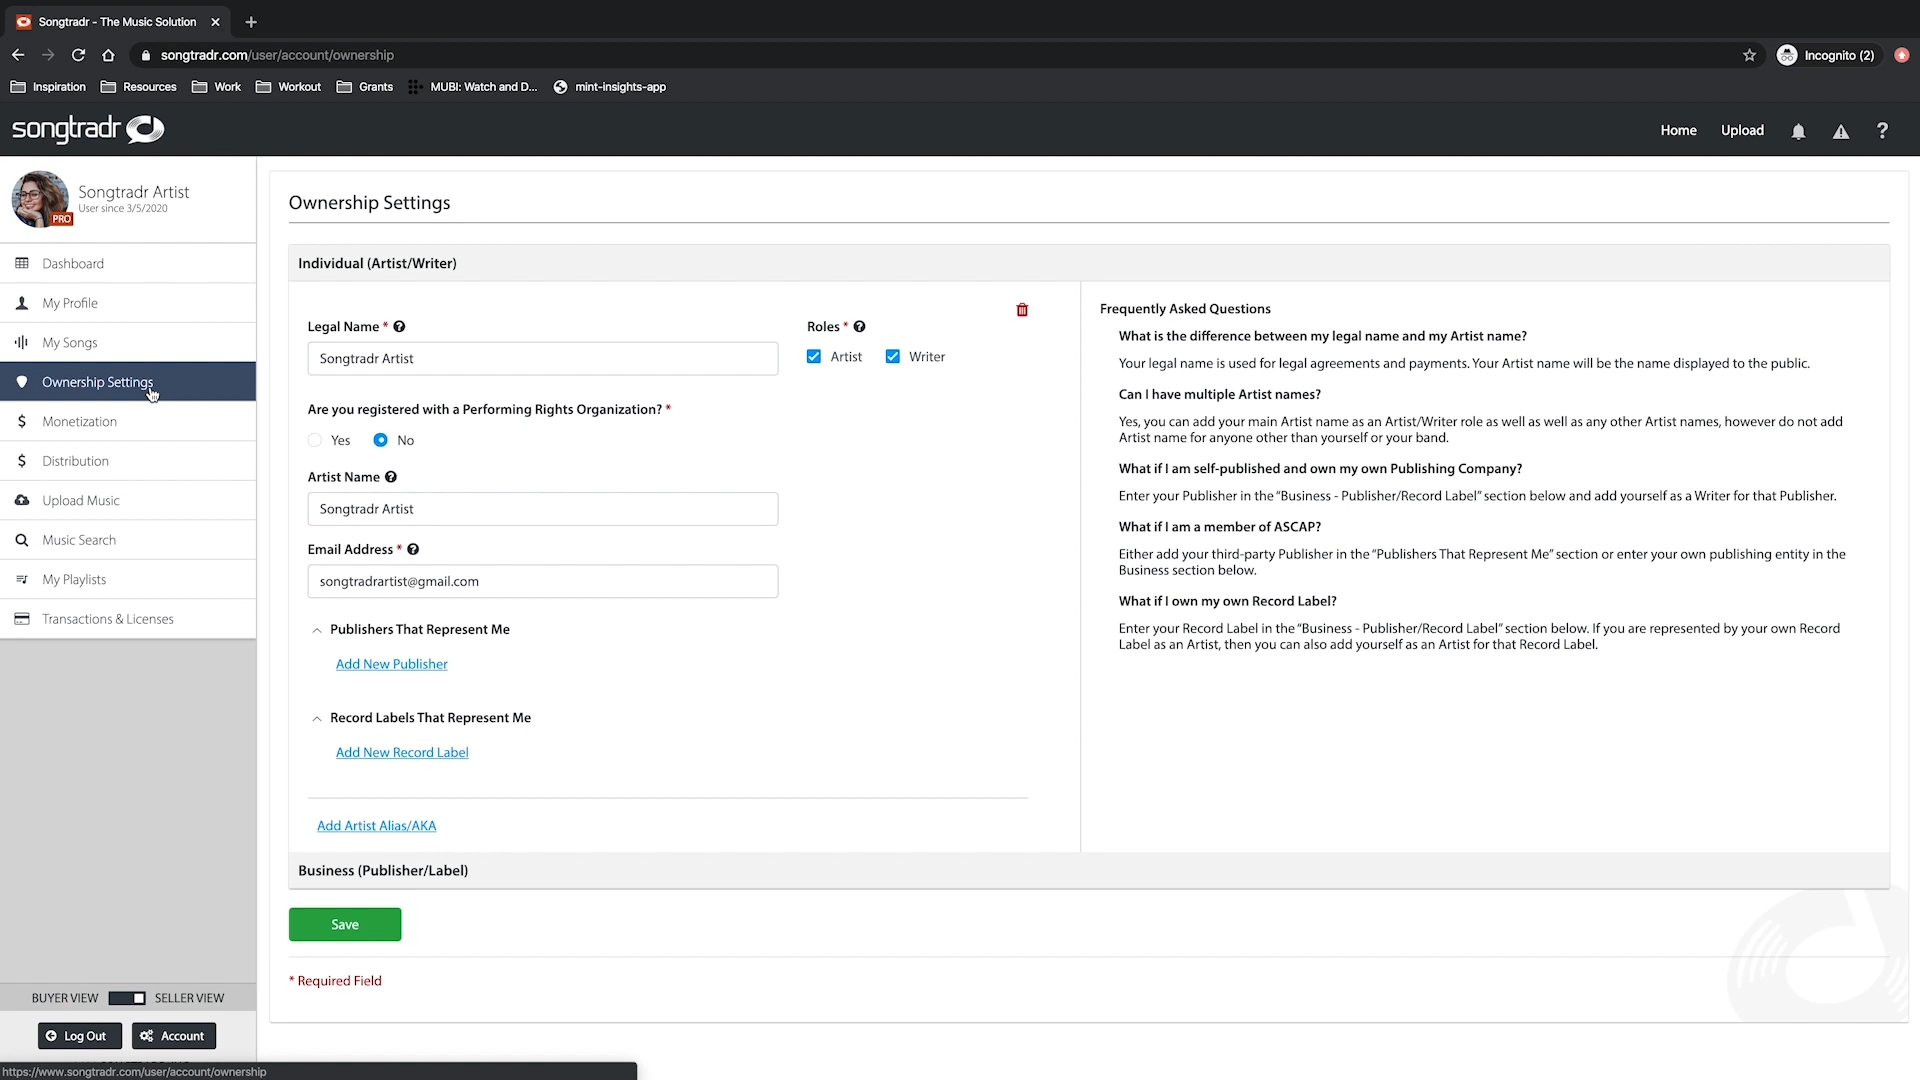 Songtradr - The Music Solution
songtradr.com/user/account/ownership
Incognito (2)
Inspiration
Resources
Work
Workout
Grants
MUBI: Watch and D...
mint-insights-app
songtradr
Home
Upload
?
Songtradr Artist
User since 3/5/2020
PRO
Dashboard
My Profile
My Songs
Ownership Settings
$ Monetization
$ Distribution
Upload Music
Music Search
My Playlists
Transactions & Licenses
BUYER VIEW
SELLER VIEW
Log Out
Account
https://www.songtradr.com/user/account/ownership
Ownership Settings
Individual (Artist/Writer)
Legal Name *
Songtradr Artist
Roles *
Artist
Writer
Are you registered with a Performing Rights Organization? *
Yes
No
Artist Name
Songtradr Artist
Email Address *
songtradrartist@gmail.com
Publishers That Represent Me
Add New Publisher
Record Labels That Represent Me
Add New Record Label
Add Artist Alias/AKA
Frequently Asked Questions
What is the difference between my legal name and my Artist name?
Your legal name is used for legal agreements and payments. Your Artist name will be the name displayed to the public.
Can I have multiple Artist names?
Yes, you can add your main Artist name as an Artist/Writer role as well as well as any other Artist names, however do not add
Artist name for anyone other than yourself or your band.
What if I am self-published and own my own Publishing Company?
Enter your Publisher in the "Business - Publisher/Record Label" section below and add yourself as a Writer for that Publisher.
What if I am a member of ASCAP?
Either add your third-party Publisher in the "Publishers That Represent Me" section or enter your own publishing entity in the
Business section below.
What if I own my own Record Label?
Enter your Record Label in the "Business - Publisher/Record Label" section below. If you are represented by your own Record
Label as an Artist, then you can also add yourself as an Artist for that Record Label.
Business (Publisher/Label)
Save
* Required Field